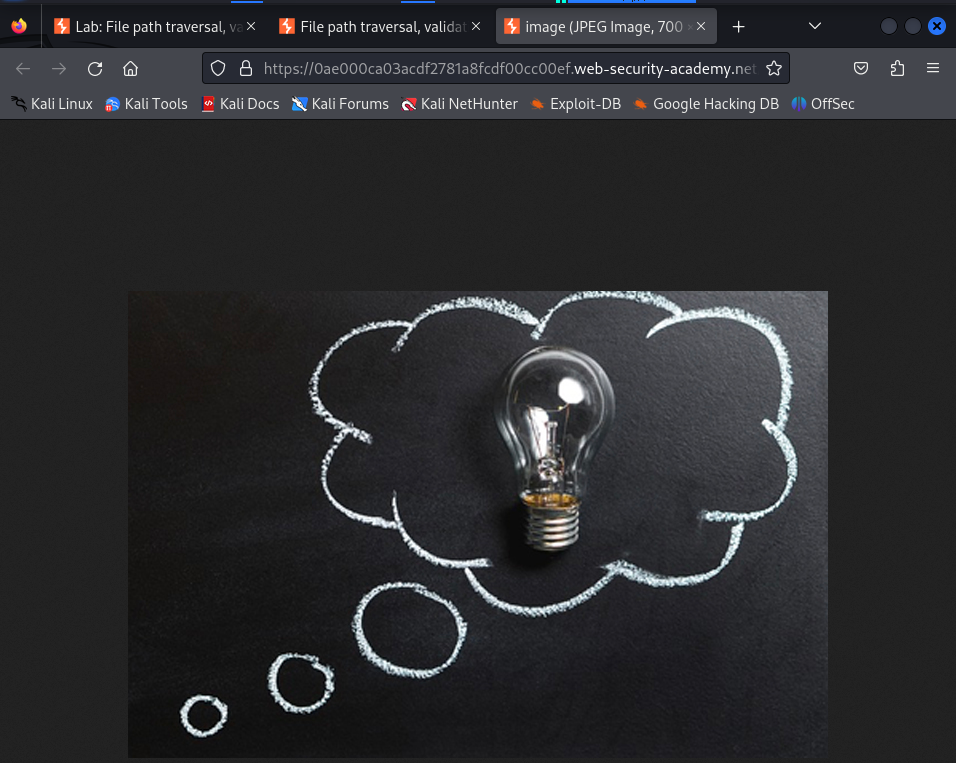 Lab: File path traversal, va
File path traversal, validat
image (JPEG Image, 700
https://0ae000ca03acdf2781a8fcdf00cc00ef.web-security-academy.net
Kali Linux Kali Tools Kali Docs Kali Forums Kali NetHunter Exploit-DB Google Hacking DB OffSec